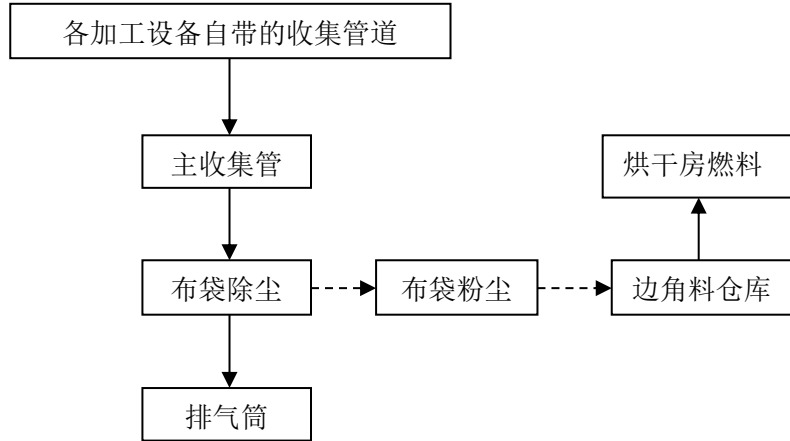 各加工设备自带的收集管道
主收集管
烘干房燃料
布袋除尘
布袋粉尘
边角料仓库
排气筒